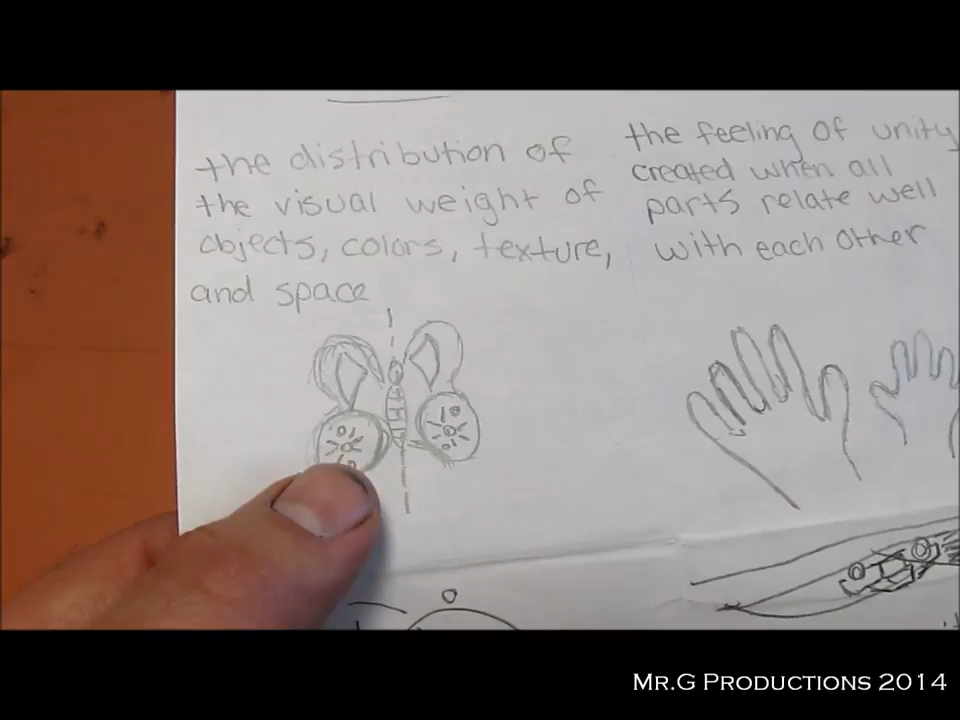 the distribution of
the visual weight of
objects, colors, texture,
and space
the feeling of unity
created when all
parts relate well
with each other
MR.G PRODUCTIONS 2014